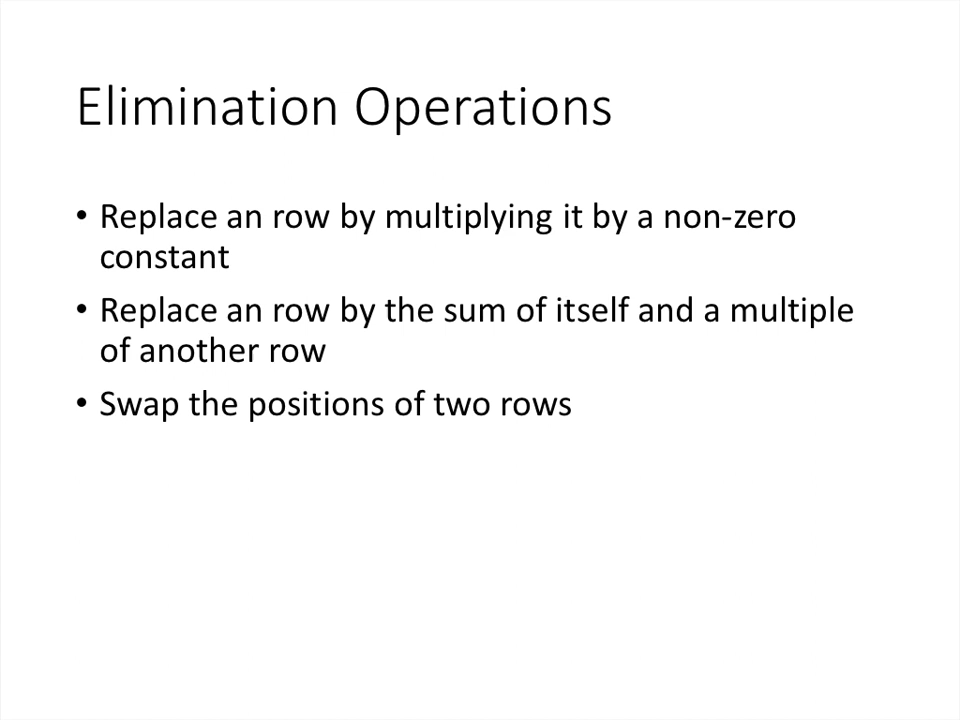 Elimination Operations
• Replace an row by multiplying it by a non-zero
constant
• Replace an row by the sum of itself and a multiple
of another row
• Swap the positions of two rows